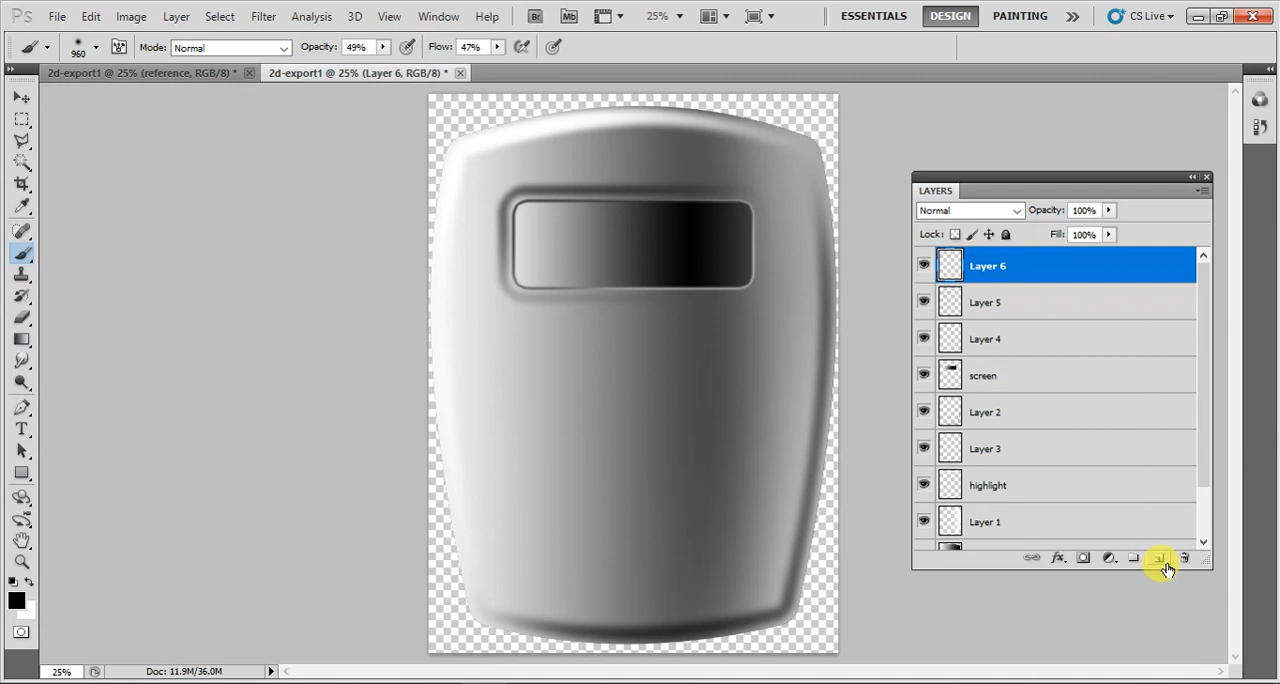 Ps File Edit Image Layer Select Filter Analysis 3D View Window Help Br Mb 25% ESSENTIALS DESIGN PAINTING CS Live
960 Mode: Normal Opacity: 49% Flow: 47%
2d-export1 @ 25% (reference, RGB/8) * 2d-export1 @ 25% (Layer 6, RGB/8) *
LAYERS
Normal Opacity: 100%
Lock: Fill: 100%
Layer 6
Layer 5
Layer 4
screen
Layer 2
Layer 3
highlight
Layer 1
fx
T
25% Doc: 11.9M/36.0M